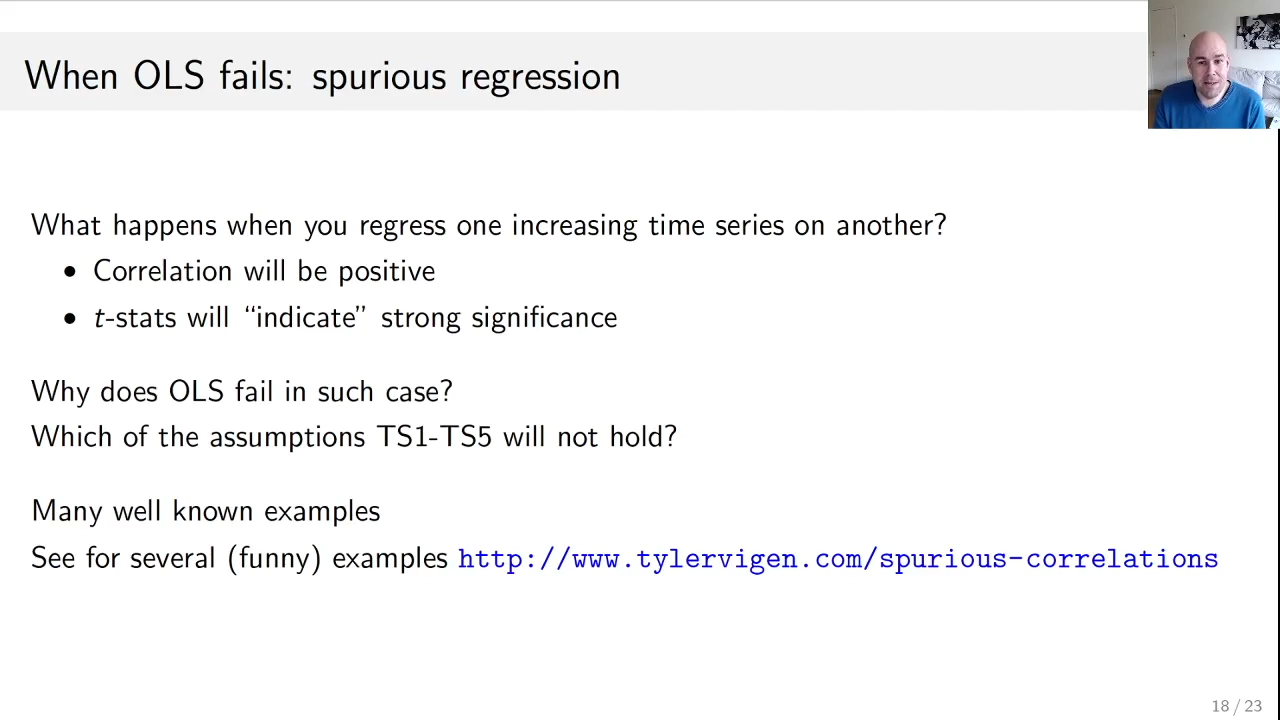 When OLS fails: spurious regression
What happens when you regress one increasing time series on another?
• Correlation will be positive
• t-stats will “indicate” strong significance
Why does OLS fail in such case?
Which of the assumptions TS1-TS5 will not hold?
Many well known examples
See for several (funny) examples http://www.tylervigen.com/spurious-correlations
18 / 23